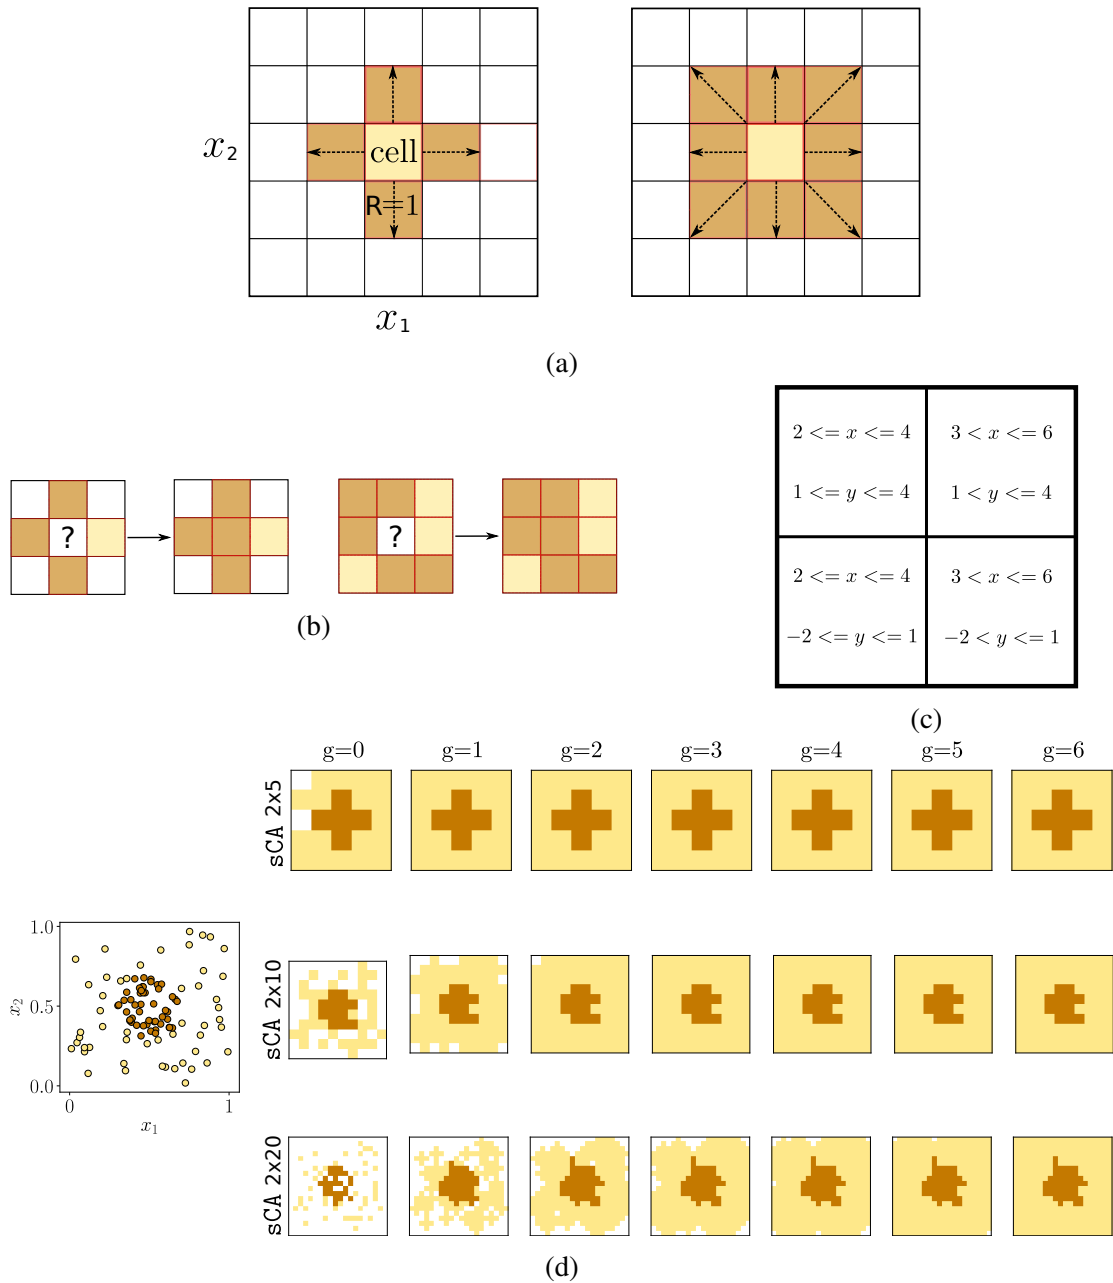 x2
cell
R=1
x1
(a)
? ?
(b)
2 <= x <= 4 3 < x <= 6
1 <= y <= 4 1 < y <= 4
2 <= x <= 4 3 < x <= 6
−2 <= y <= 1 −2 < y <= 1
(c)
g=0 g=1 g=2 g=3 g=4 g=5 g=6
sCA 2x5
sCA 2x10
1.0
x2
0.5
0.0
0 1
x1
sCA 2x20
(d)